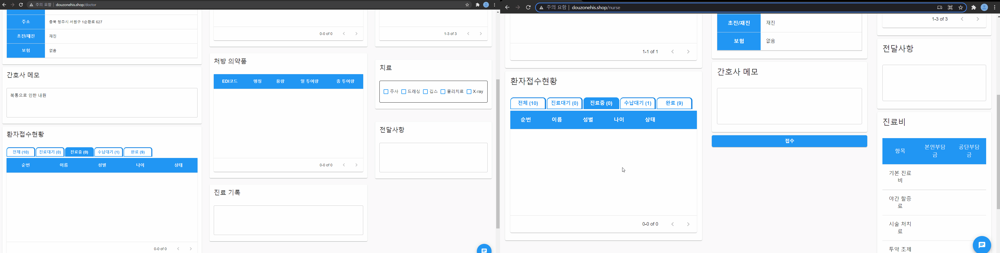 주의 요함 douzonehis.shop/doctor
주소 충북 청주시 서원구 1순환로 627
초진/재진 재진
보험 없음
간호사 메모
복통으로 인한 내원
환자접수현황
전체 (10) 진료대기 (0) 진료중 (0) 수납대기 (1) 완료 (9)
순번 이름 성별 나이 상태
0-0 of 0
0-0 of 0
처방 의약품
EDI코드 명칭 용량 일 투여량 총 투여량
0-0 of 0
진료 기록
1-3 of 3
치료
주사 드레싱 깁스 물리치료 X-ray
전달사항
주의 요함 douzonehis.shop/nurse
1-1 of 1
환자접수현황
전체 (10) 진료대기 (0) 진료중 (0) 수납대기 (1) 완료 (9)
순번 이름 성별 나이 상태
0-0 of 0
초진/재진 재진
보험 없음
간호사 메모
접수
1-3 of 3
전달사항
진료비
항목 본인부담
금 공단부담
금
기본 진료
비
야간 할증
료
시술 처치
료
투약 조제